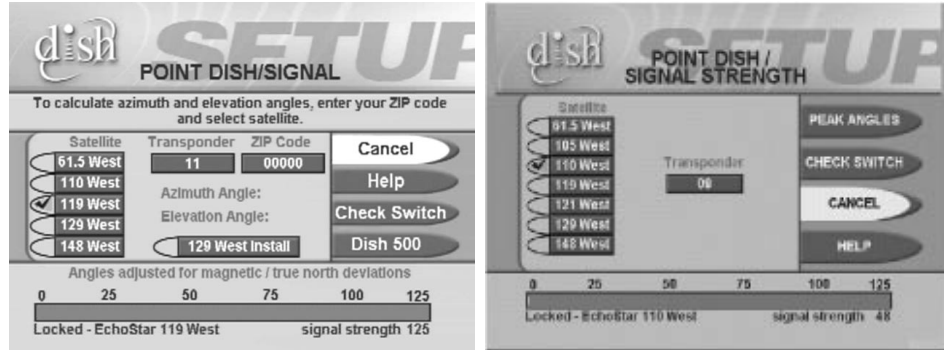 dish SETUP
POINT DISH/SIGNAL
To calculate azimuth and elevation angles, enter your ZIP code
and select satellite.
Satellite Transponder ZIP Code
61.5 West 11 00000 Cancel
110 West Help
Azimuth Angle:
119 West
Elevation Angle: Check Switch
129 West
148 West 129 West Install Dish 500
Angles adjusted for magnetic / true north deviations
0 25 50 75 100 125
Locked - EchoStar 119 West signal strength 125
dish SETUP
POINT DISH /
SIGNAL STRENGTH
Satellite
61.5 West PEAK ANGLES
105 West
110 West Transponder CHECK SWITCH
119 West 09
121 West CANCEL
129 West
148 West HELP
0 25 50 75 100 125
Locked - EchoStar 110 West signal strength 48